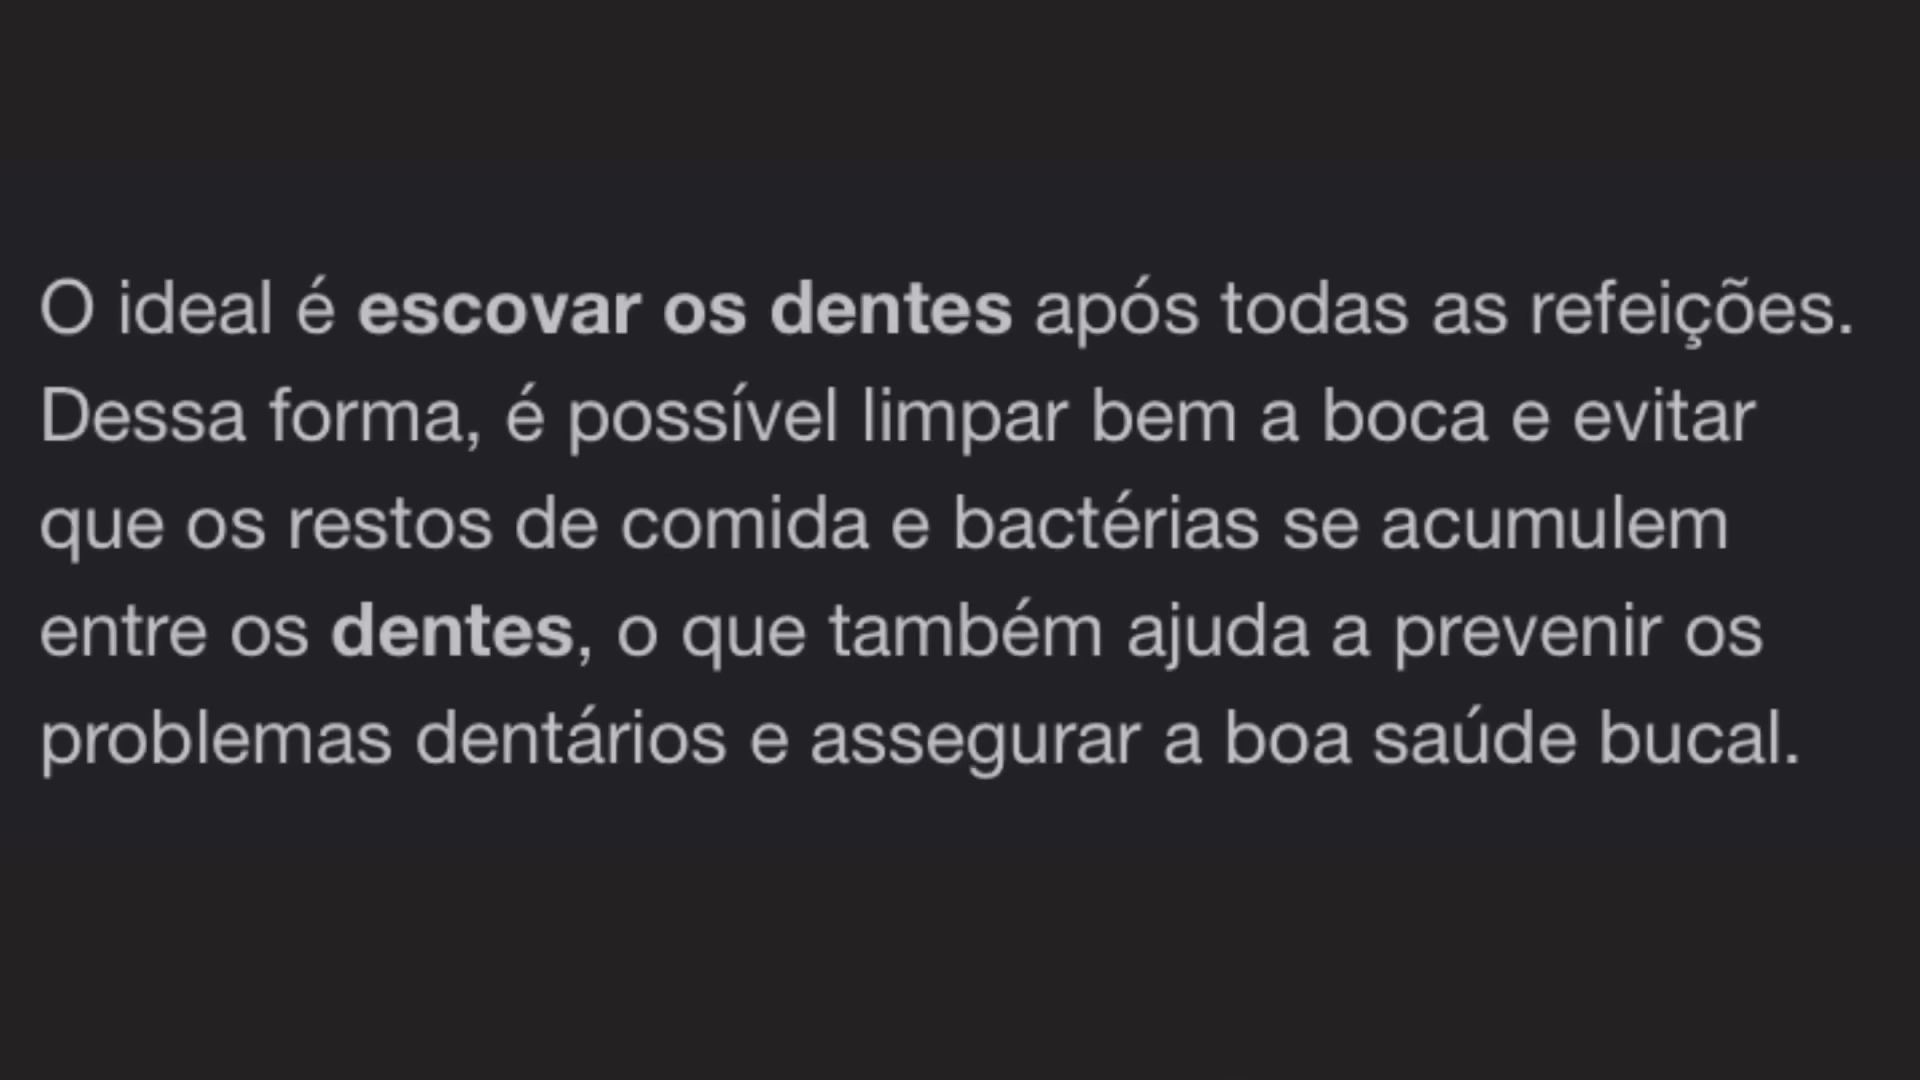 O ideal é escovar os dentes após todas as refeições.
Dessa forma, é possível limpar bem a boca e evitar
que os restos de comida e bactérias se acumulem
entre os dentes, o que também ajuda a prevenir os
problemas dentários e assegurar a boa saúde bucal.